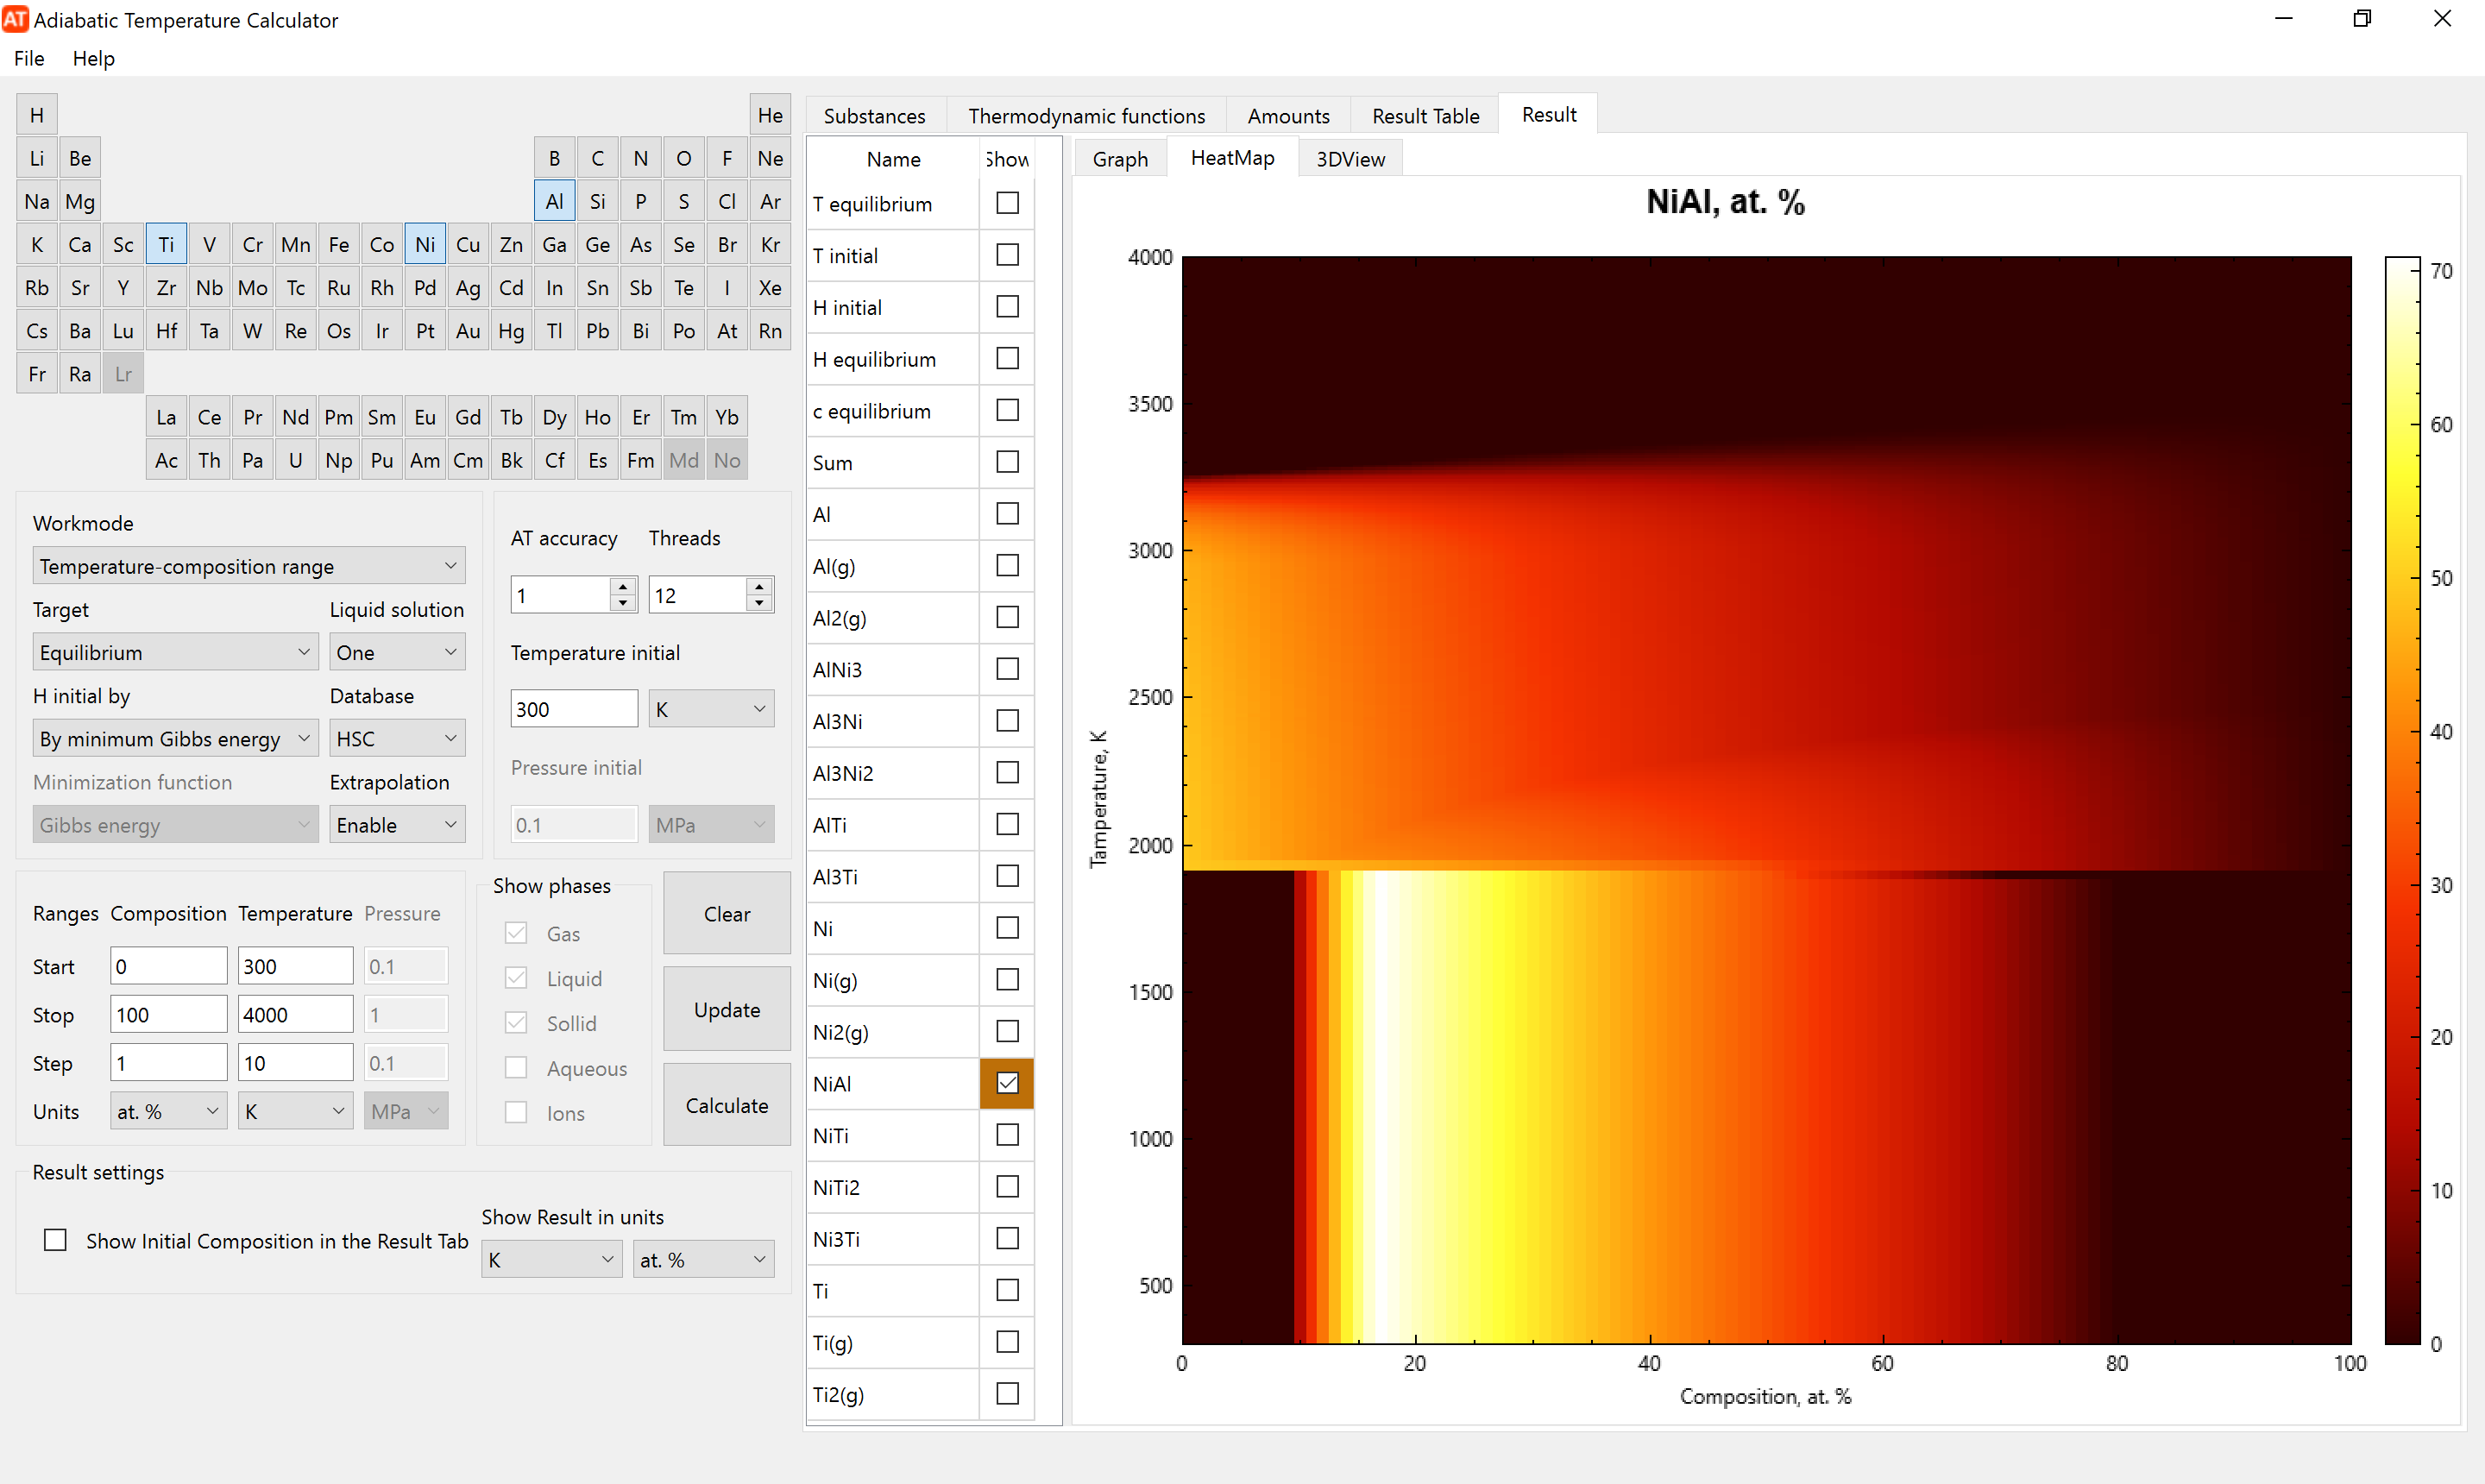 AT Adiabatic Temperature Calculator
File Help
H He
Li Be B C N O F Ne
Na Mg Al Si P S Cl Ar
K Ca Sc Ti V Cr Mn Fe Co Ni Cu Zn Ga Ge As Se Br Kr
Rb Sr Y Zr Nb Mo Tc Ru Rh Pd Ag Cd In Sn Sb Te I Xe
Cs Ba Lu Hf Ta W Re Os Ir Pt Au Hg Tl Pb Bi Po At Rn
Fr Ra Lr
La Ce Pr Nd Pm Sm Eu Gd Tb Dy Ho Er Tm Yb
Ac Th Pa U Np Pu Am Cm Bk Cf Es Fm Md No
Workmode
Temperature-composition range
Target Liquid solution
Equilibrium One
H initial by Database
By minimum Gibbs energy HSC
Minimization function Extrapolation
Gibbs energy Enable
AT accuracy Threads
1 12
Temperature initial
300 K
Pressure initial
0.1 MPa
Ranges Composition Temperature Pressure
Start 0 300 0.1
Stop 100 4000 1
Step 1 10 0.1
Units at. % K MPa
Show phases
Gas
Liquid
Sollid
Aqueous
Ions
Clear
Update
Calculate
Result settings
Show Initial Composition in the Result Tab
Show Result in units
K at. %
Substances Thermodynamic functions Amounts Result Table Result
Name Show
T equilibrium
T initial
H initial
H equilibrium
c equilibrium
Sum
Al
Al(g)
Al2(g)
AlNi3
Al3Ni
Al3Ni2
AlTi
Al3Ti
Ni
Ni(g)
Ni2(g)
NiAl
NiTi
NiTi2
Ni3Ti
Ti
Ti(g)
Ti2(g)
Graph HeatMap 3DView
NiAl, at. %
4000
3500
3000
2500
2000
1500
1000
500
Tamperature, K
0 20 40 60 80 100
Composition, at. %
70
60
50
40
30
20
10
0